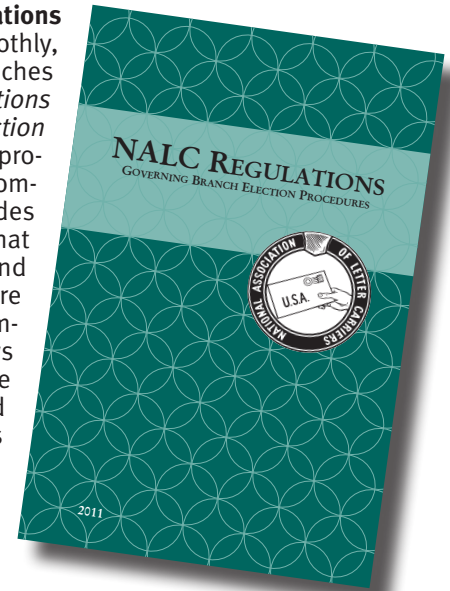 ations
othly,
ches
tions
ction
pro-
om-
des
hat
nd
re
m-
rs
e
d
s
NALC REGULATIONS
GOVERNING BRANCH ELECTION PROCEDURES
NATIONAL ASSOCIATION OF LETTER CARRIERS
U.S.A.
2011